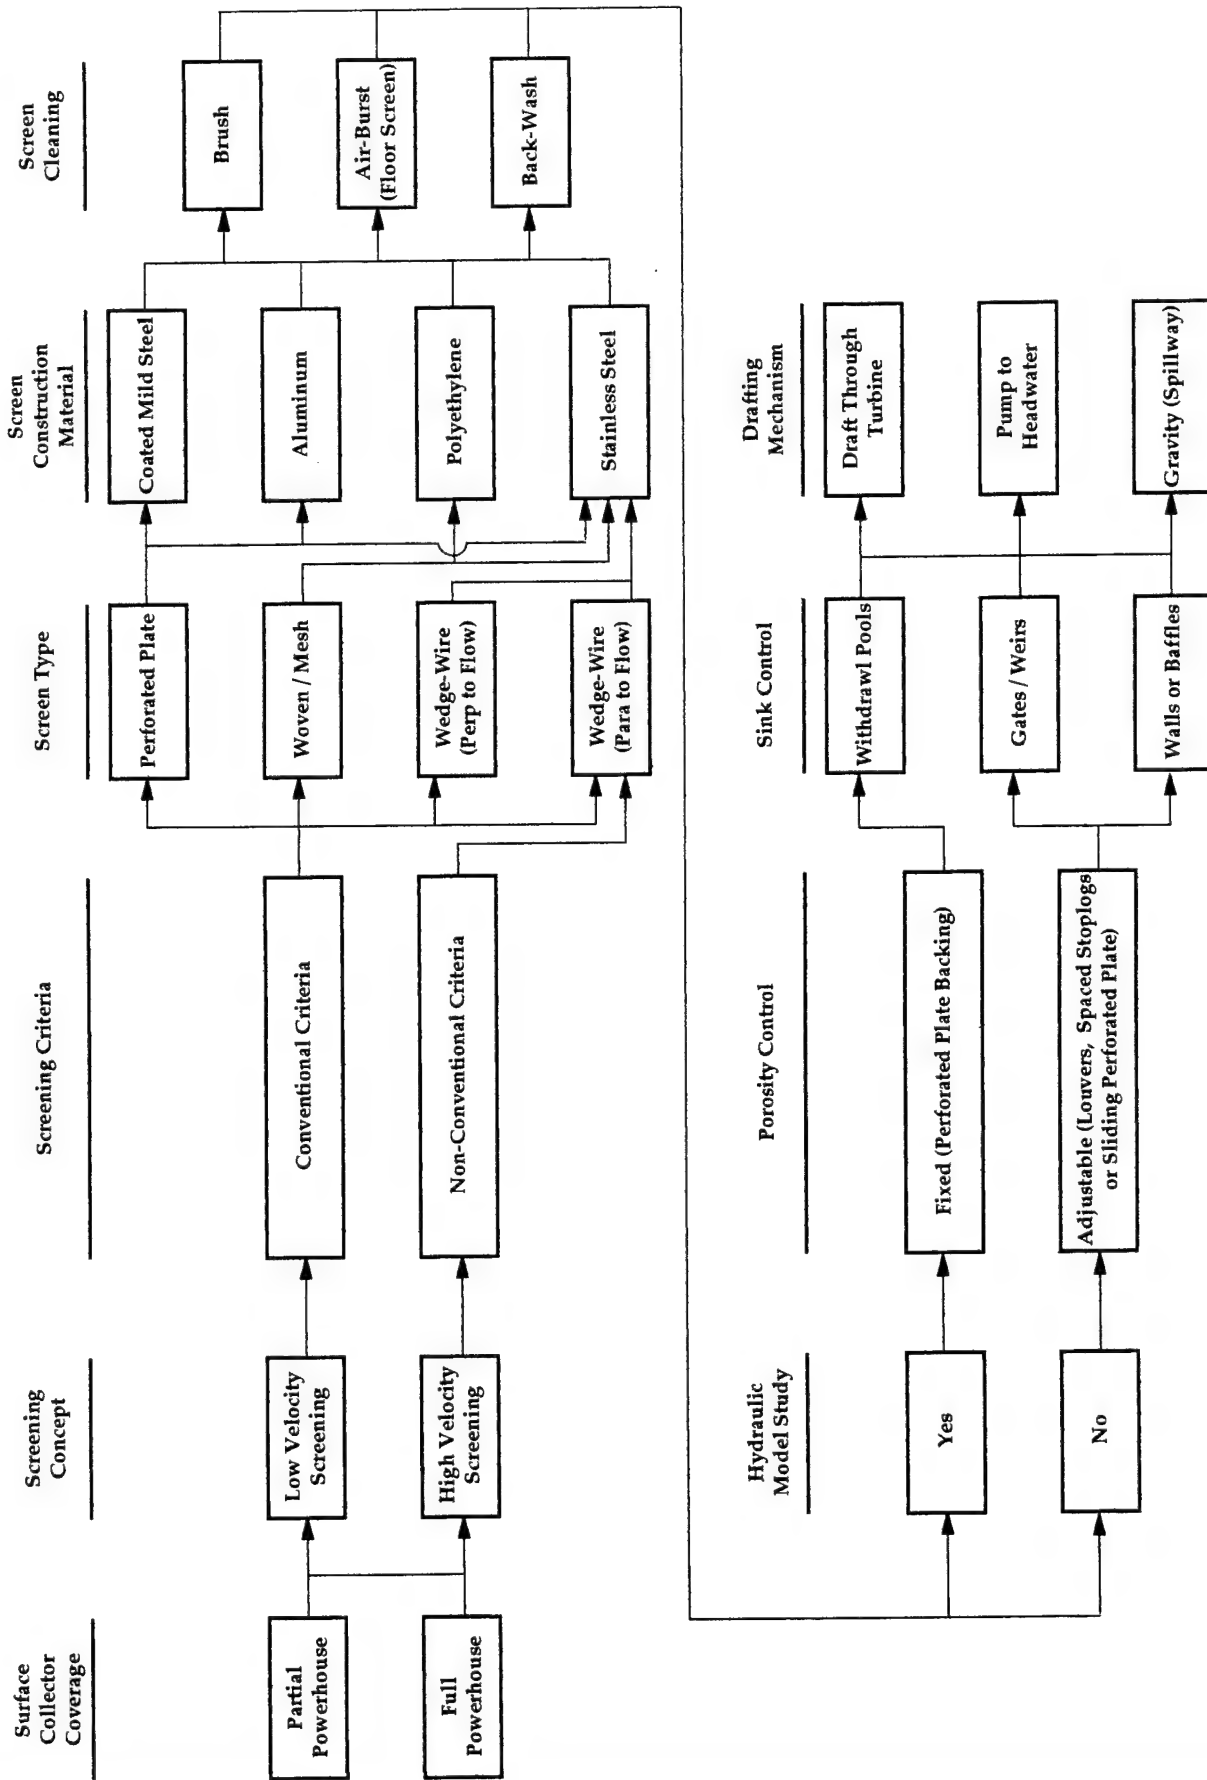 Surface
Collector
Coverage
Partial
Powerhouse
Full
Powerhouse
Screening
Concept
Low Velocity
Screening
High Velocity
Screening
Screening Criteria
Conventional Criteria
Non-Conventional Criteria
Screen Type
Perforated Plate
Woven / Mesh
Wedge-Wire
(Perp to Flow)
Wedge-Wire
(Para to Flow)
Screen
Construction
Material
Coated Mild Steel
Aluminum
Polyethylene
Stainless Steel
Screen
Cleaning
Brush
Air-Burst
(Floor Screen)
Back-Wash
Hydraulic
Model Study
Yes
No
Porosity Control
Fixed (Perforated Plate Backing)
Adjustable (Louvers, Spaced Stoplogs
or Sliding Perforated Plate)
Sink Control
Withdrawl Pools
Gates / Weirs
Walls or Baffles
Drafting
Mechanism
Draft Through
Turbine
Pump to
Headwater
Gravity (Spillway)